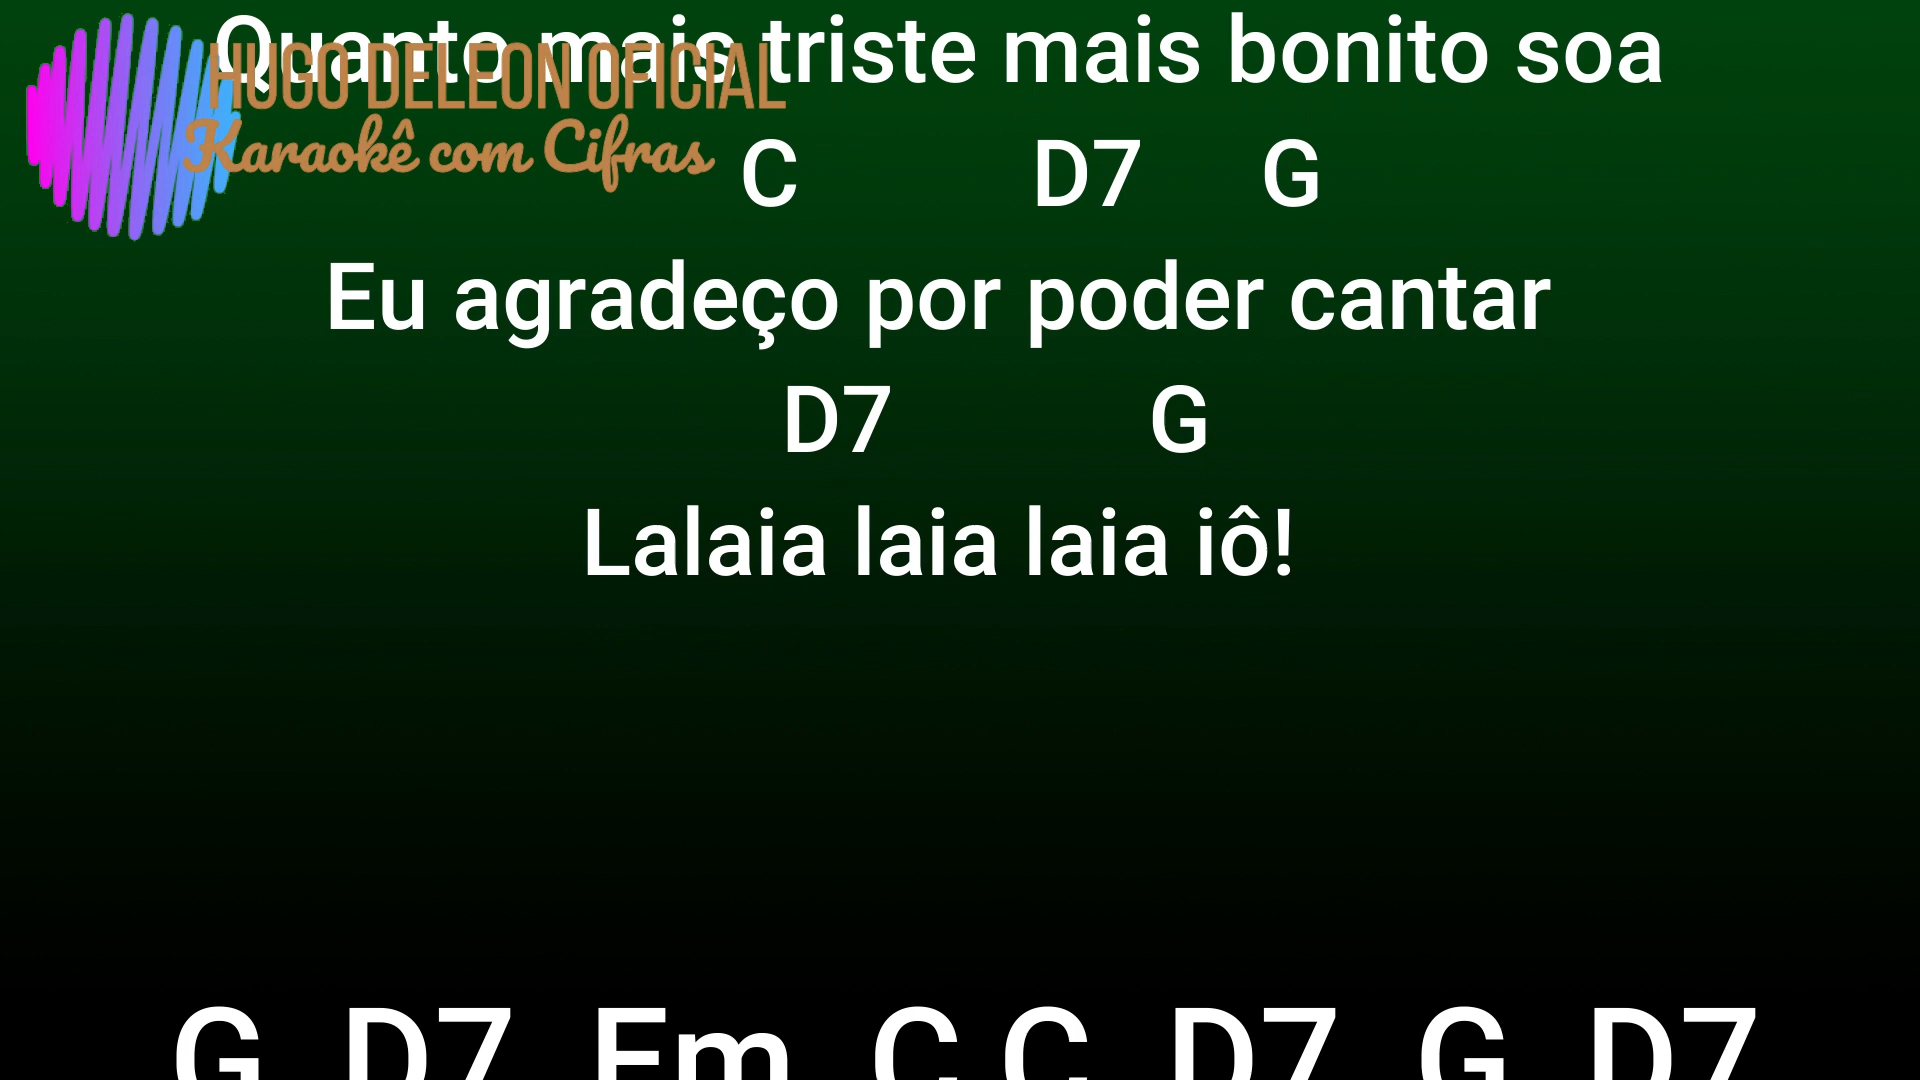 Quanto mais triste mais bonito soa
HUGO DELEON OFICIAL
Karaokê com Cifras
C D7 G
Eu agradeço por poder cantar
D7 G
Lalaia laia laia iô!
G D7 Em C C D7 G D7